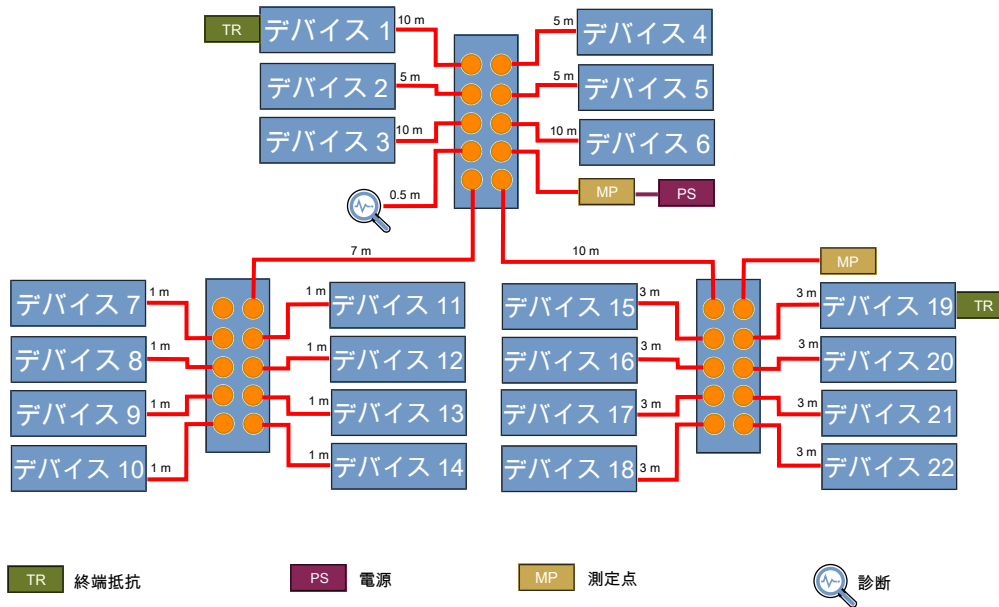 TR
デバイス 1
10 m
5 m
デバイス 4
デバイス 2
5 m
5 m
デバイス 5
デバイス 3
10 m
10 m
デバイス 6
0.5 m
MP
PS
7 m
10 m
MP
デバイス 7
1 m
1 m
デバイス 11
デバイス 8
1 m
1 m
デバイス 12
デバイス 9
1 m
1 m
デバイス 13
デバイス 10
1 m
1 m
デバイス 14
デバイス 15
3 m
3 m
デバイス 19
TR
デバイス 16
3 m
3 m
デバイス 20
デバイス 17
3 m
3 m
デバイス 21
デバイス 18
3 m
3 m
デバイス 22
TR
終端抵抗
PS
電源
MP
測定点
診断